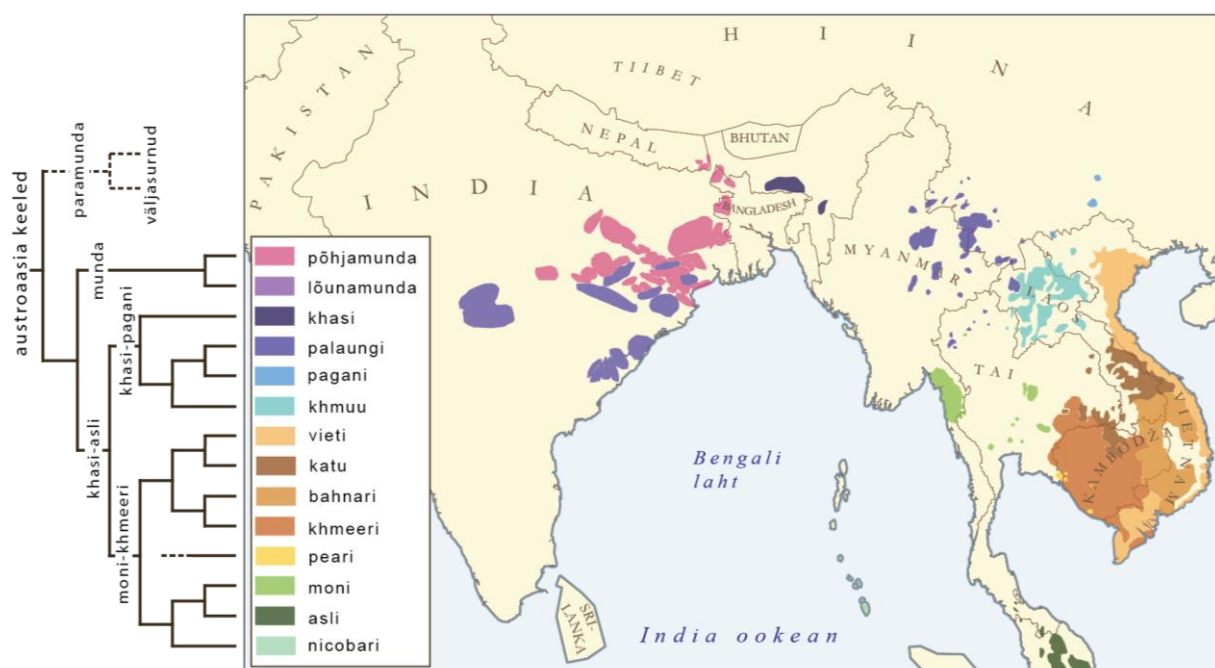 austroaasia keeled
paramunda
väljasurnud
munda
khasi-pagani
khasi-asli
moni-khmeeri
põhjamunda
lõunamunda
khasi
palaungi
pagani
khmuu
vieti
katu
bahnari
khmeeri
peari
moni
asli
nicobari
HIINA
TIIBET
PAKISTAN
NEPAL
BHUTAN
INDIA
BANGLADESH
MYANMAR
LAOS
TAI
VIETNAM
KAMBODŽA
Bengali
laht
SRI-
LANKA
India ookean